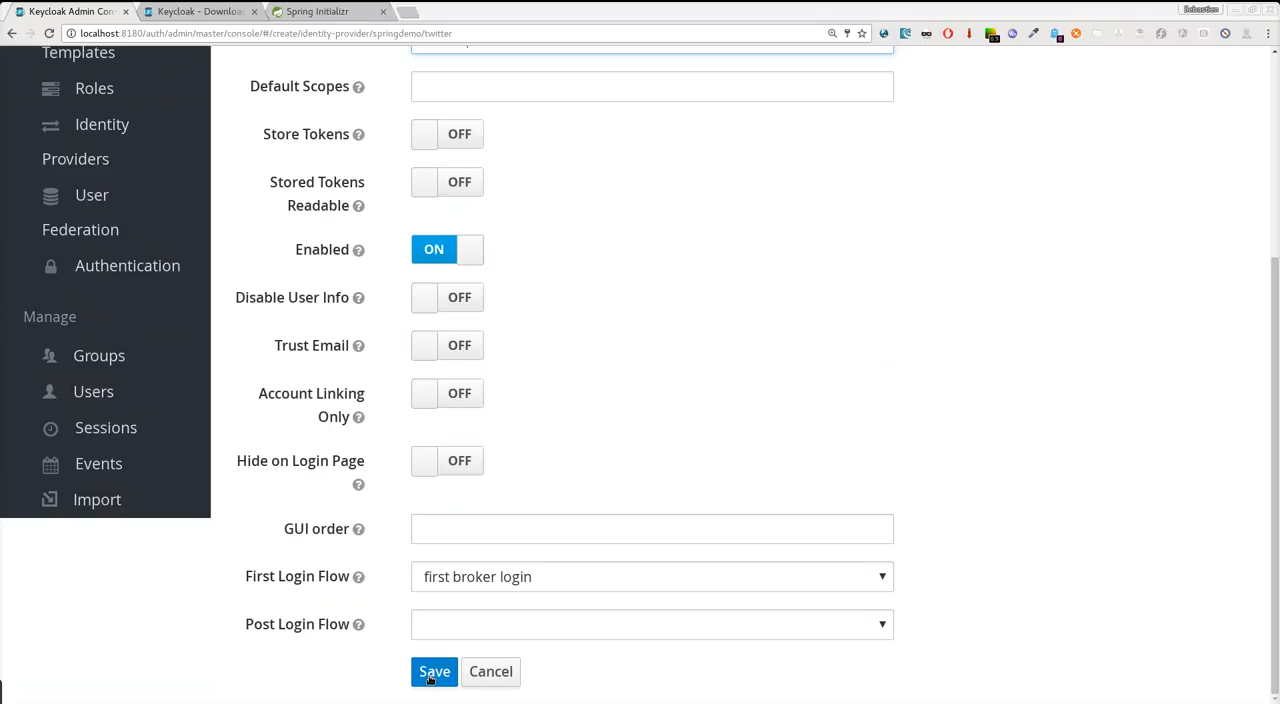 Keycloak Admin Cons
Keycloak - Downloa
Spring Initializr
Sebastien
localhost:8180/auth/admin/master/console/#/create/identity-provider/springdemo/twitter
Templates
Roles
Identity
Providers
User
Federation
Authentication
Manage
Groups
Users
Sessions
Events
Import
Default Scopes
Store Tokens OFF
Stored Tokens
Readable OFF
Enabled ON
Disable User Info OFF
Trust Email OFF
Account Linking
Only OFF
Hide on Login Page OFF
GUI order
First Login Flow first broker login
Post Login Flow
Save Cancel